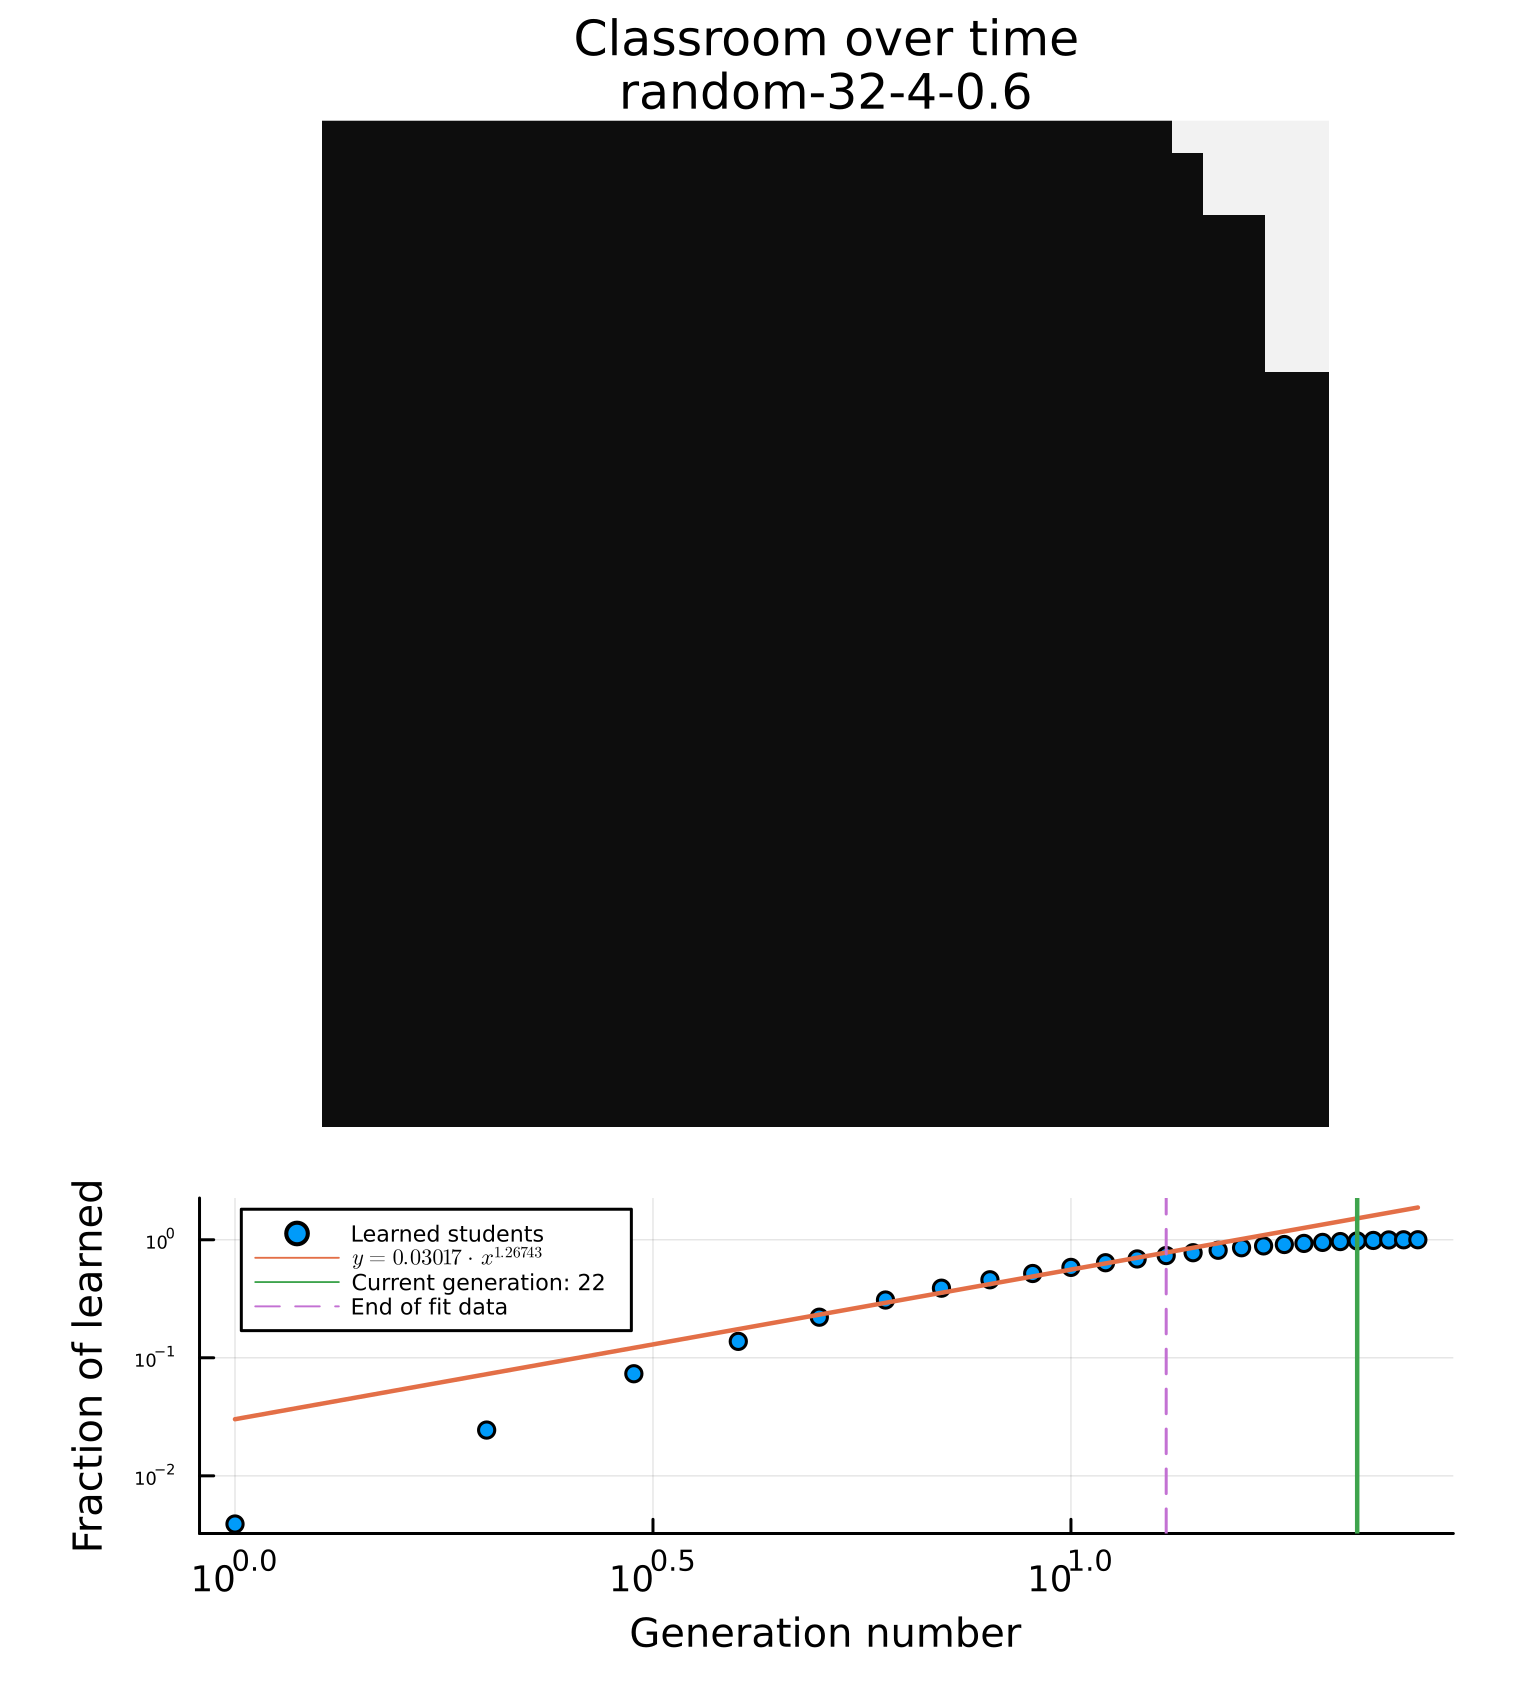 Classroom over time
random-32-4-0.6
Fraction of learned
10⁰
10⁻¹
10⁻²
Learned students
y = 0.03017 · x^1.26743
Current generation: 22
End of fit data
10^0.0
10^0.5
10^1.0
Generation number